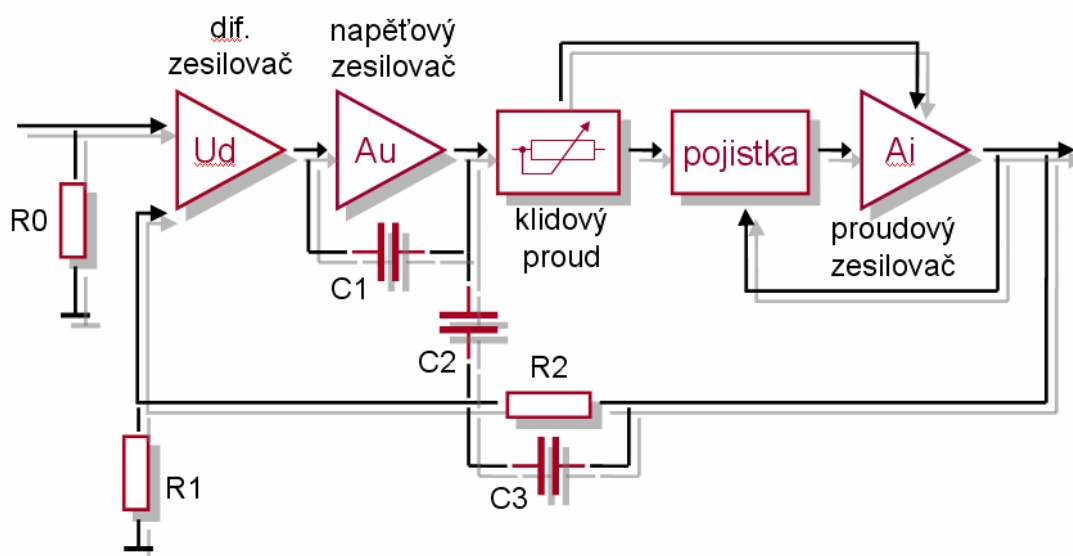 dif.
zesilovač
napěťový
zesilovač
Ud
Au
pojistka
Ai
R0
klidový
proud
proudový
zesilovač
C1
C2
R2
R1
C3